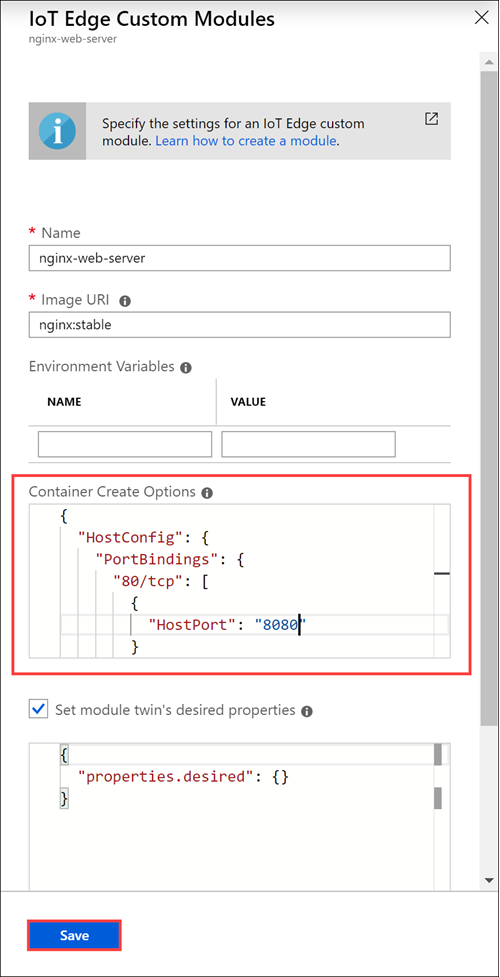 IoT Edge Custom Modules
nginx-web-server
Specify the settings for an IoT Edge custom
module. Learn how to create a module.
* Name
nginx-web-server
* Image URI
nginx:stable
Environment Variables
NAME VALUE
Container Create Options
{
"HostConfig": {
"PortBindings": {
"80/tcp": [
{
"HostPort": "8080"
}
Set module twin's desired properties
{
"properties.desired": {}
}
Save